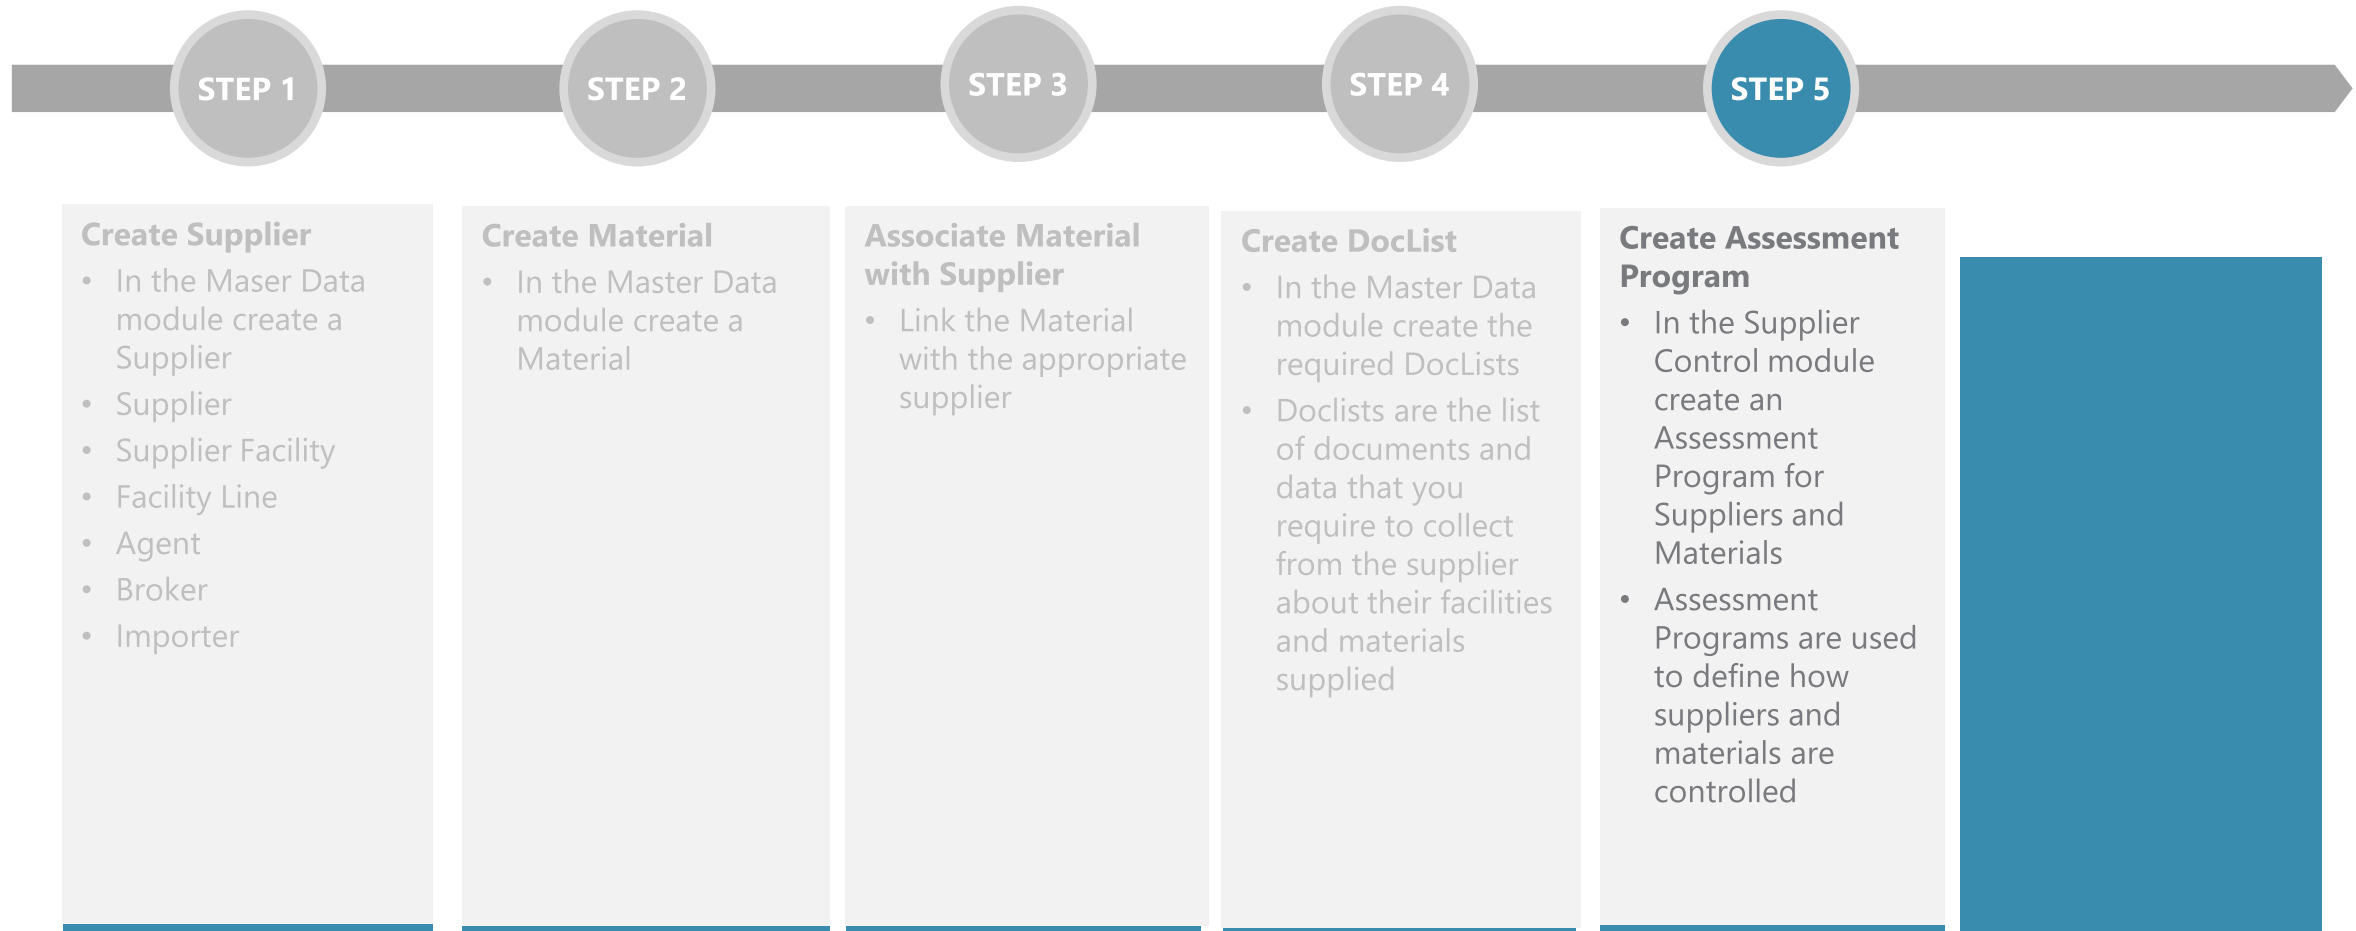 STEP 1
STEP 2
STEP 3
STEP 4
STEP 5
Create Supplier
• In the Maser Data
module create a
Supplier
• Supplier
• Supplier Facility
• Facility Line
• Agent
• Broker
• Importer
Create Material
• In the Master Data
module create a
Material
Associate Material
with Supplier
• Link the Material
with the appropriate
supplier
Create DocList
• In the Master Data
module create the
required DocLists
• Doclists are the list
of documents and
data that you
require to collect
from the supplier
about their facilities
and materials
supplied
Create Assessment
Program
• In the Supplier
Control module
create an
Assessment
Program for
Suppliers and
Materials
• Assessment
Programs are used
to define how
suppliers and
materials are
controlled